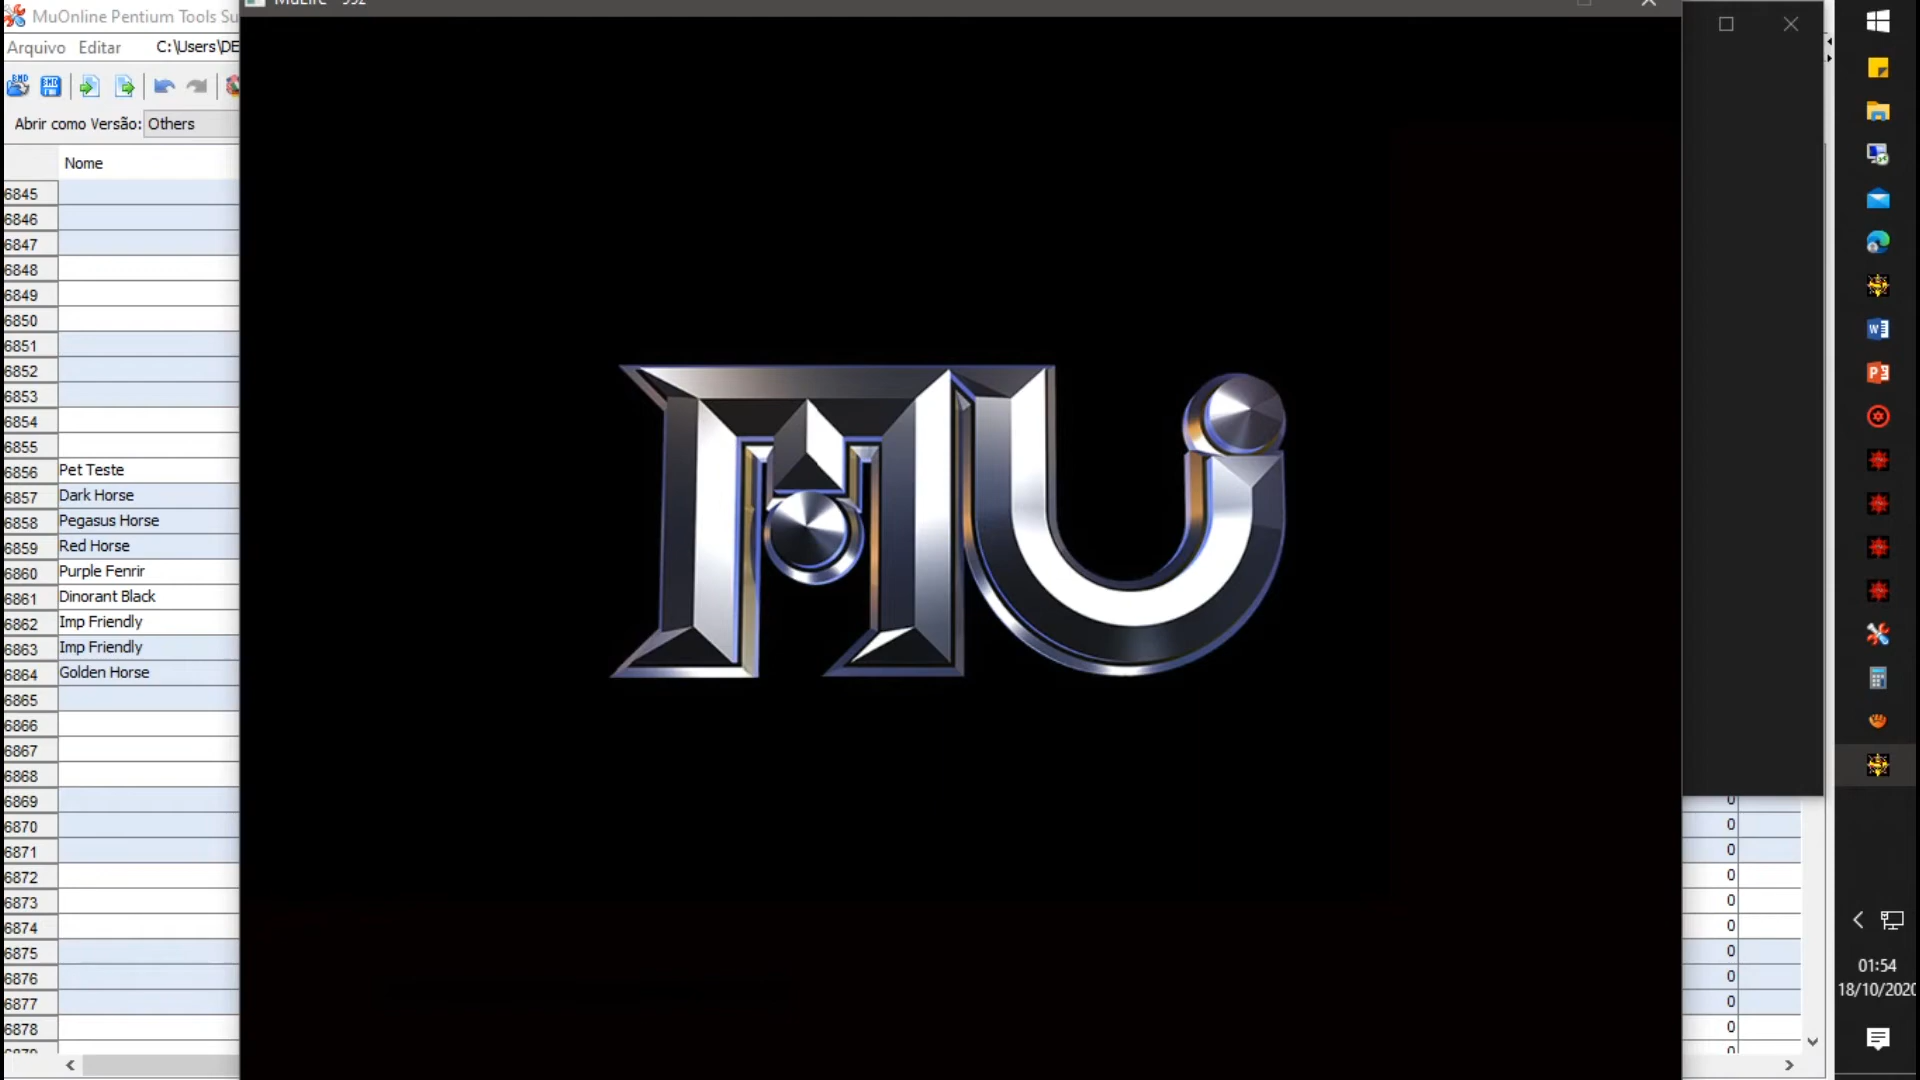 MuOnline Pentium Tools Su
Arquivo Editar C:\Users\DE
Abrir como Versão: Others
Nome
6845
6846
6847
6848
6849
6850
6851
6852
6853
6854
6855
6856 Pet Teste
6857 Dark Horse
6858 Pegasus Horse
6859 Red Horse
6860 Purple Fenrir
6861 Dinorant Black
6862 Imp Friendly
6863 Imp Friendly
6864 Golden Horse
6865
6866
6867
6868
6869 0
6870 0
6871 0
6872 0
6873 0
6874 0
6875 0
6876 0
6877 0
6878 0
MU
01:54
18/10/2020